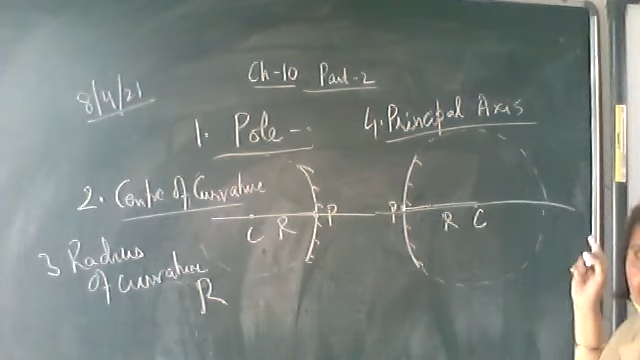 Ch-10 Part-2
8/4/21
1. Pole -
4. Principal Axis
2. Centre of Curvature
P
P
C R
R C
3 Radius
of curvature
R